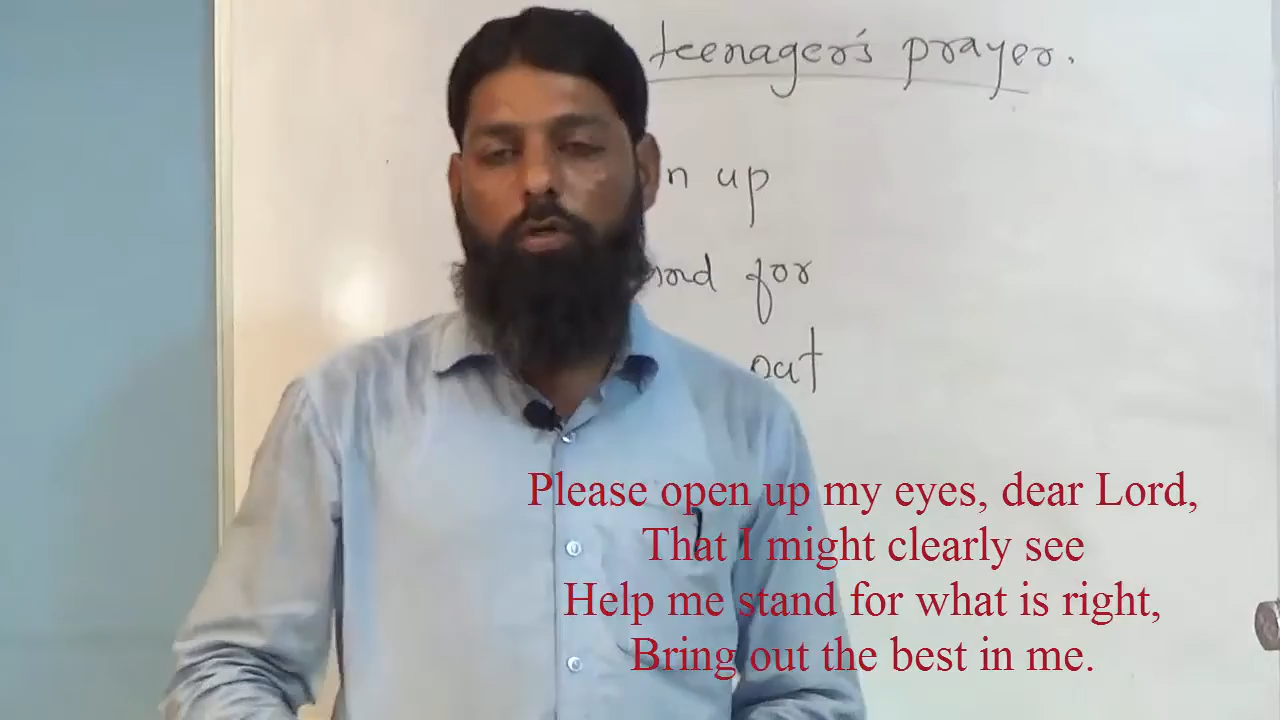 teenager's prayer.
n up
for
out
Please open up my eyes, dear Lord,
That I might clearly see
Help me stand for what is right,
Bring out the best in me.